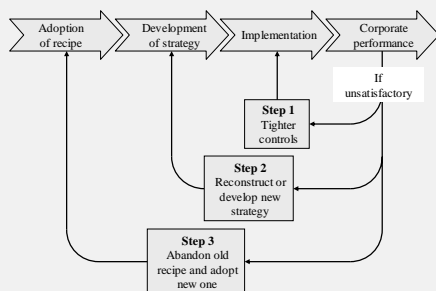 Adoption
of recipe
Development
of strategy
Implementation
Corporate
performance
If
unsatisfactory
Step 1
Tighter
controls
Step 2
Reconstruct or
develop new
strategy
Step 3
Abandon old
recipe and adopt
new one